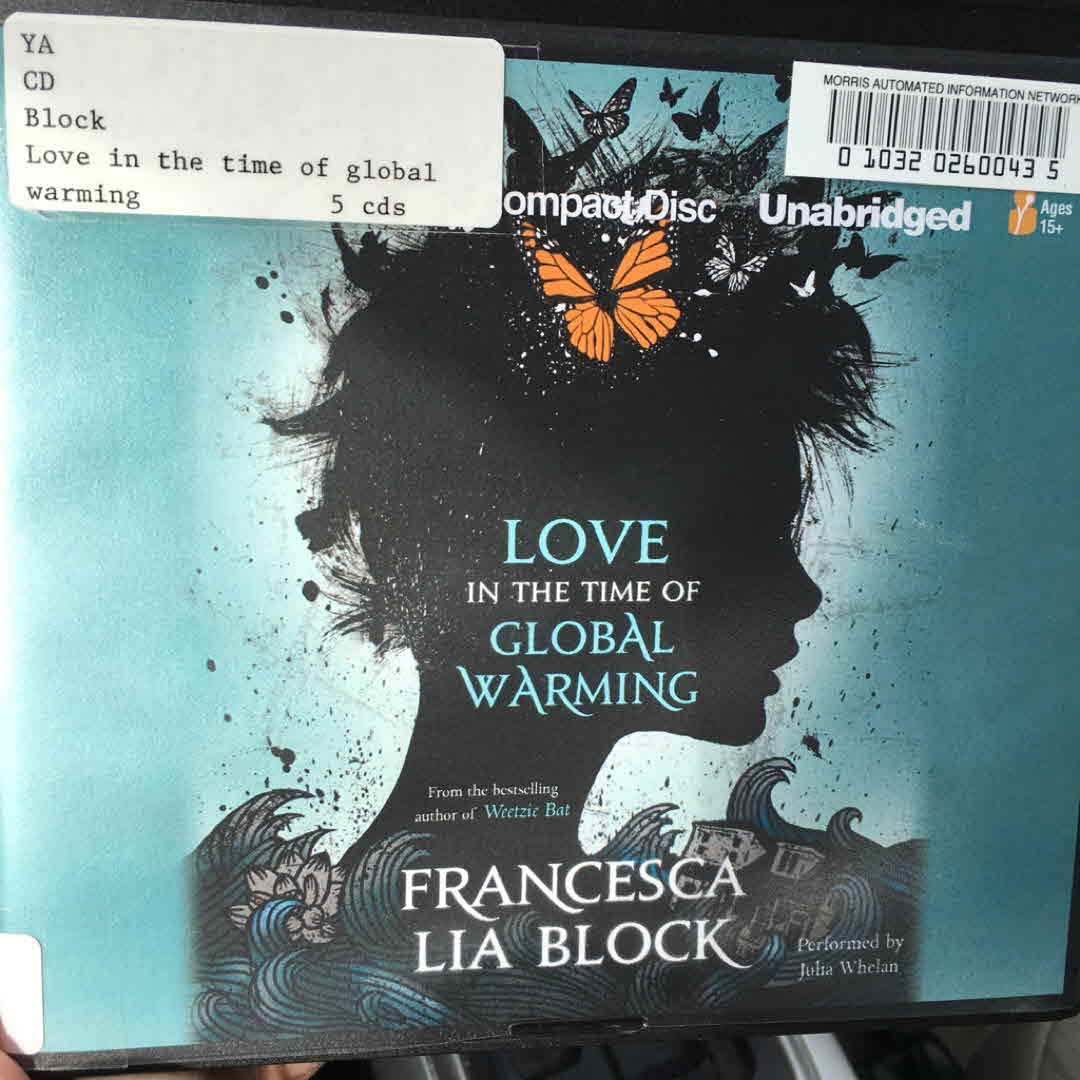 YA
CD
Block
Love in the time of global
warming 5 cds
MORRIS AUTOMATED INFORMATION NETWORK
0 1032 0260043 5
ompact Disc
Unabridged
Ages
15+
LOVE
IN THE TIME OF
GLOBAL
WARMING
From the bestselling
author of Weetzie Bat
FRANCESCA
LIA BLOCK
Performed by
Julia Whelan